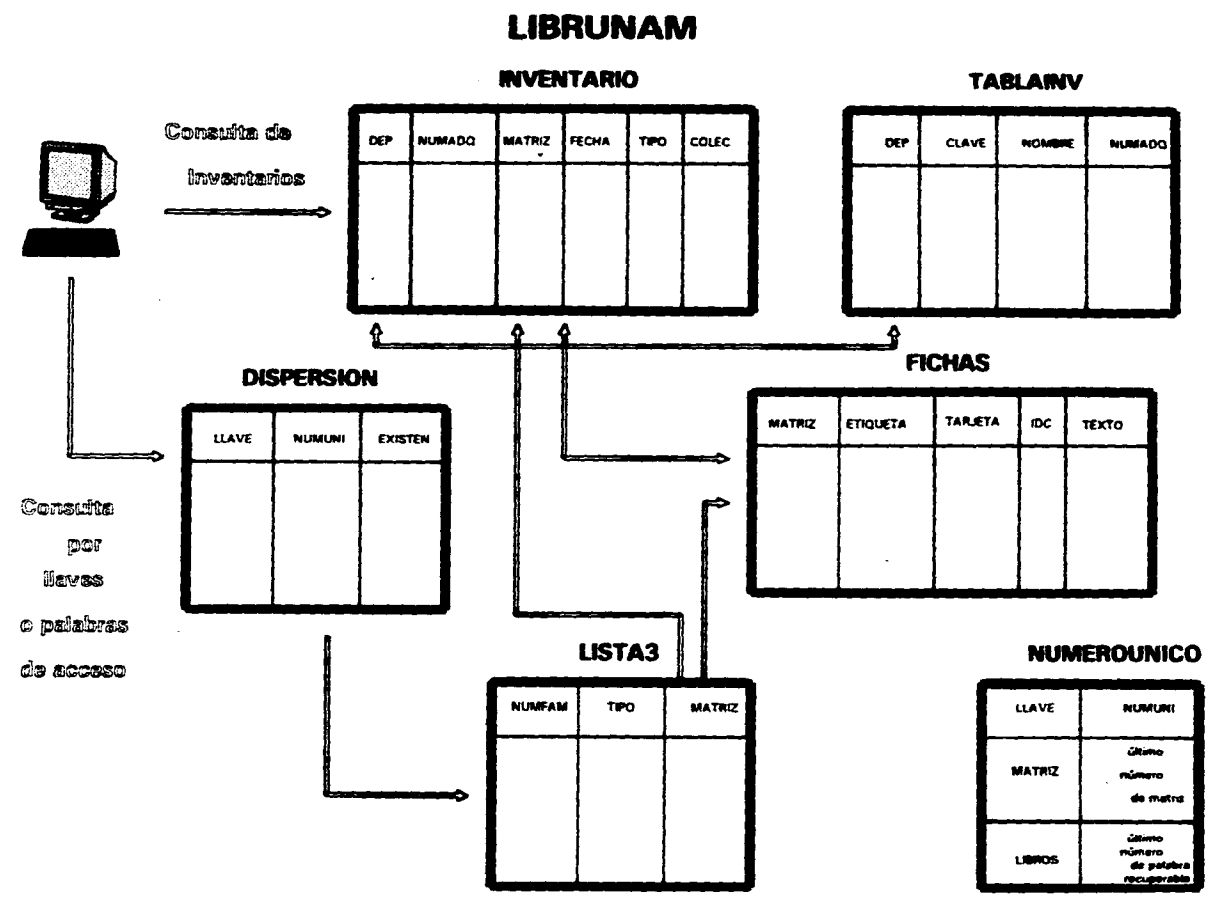 LIBRUNAM
INVENTARIO
TABLAINV
Consulta de
Inventarios
DEP NUMADQ MATRIZ FECHA TIPO COLEC
DEP CLAVE NOMBRE NUMADQ
DISPERSION
FICHAS
LLAVE NUMUNI EXISTEN
MATRIZ ETIQUETA TARJETA IDC TEXTO
Consulta
por
llaves
o palabras
de acceso
LISTA3
NUMEROUNICO
NUMFAM TIPO MATRIZ
LLAVE NUMUNI
MATRIZ
último
número
de matriz
LIBROS
último
número
de palabra
recuperable